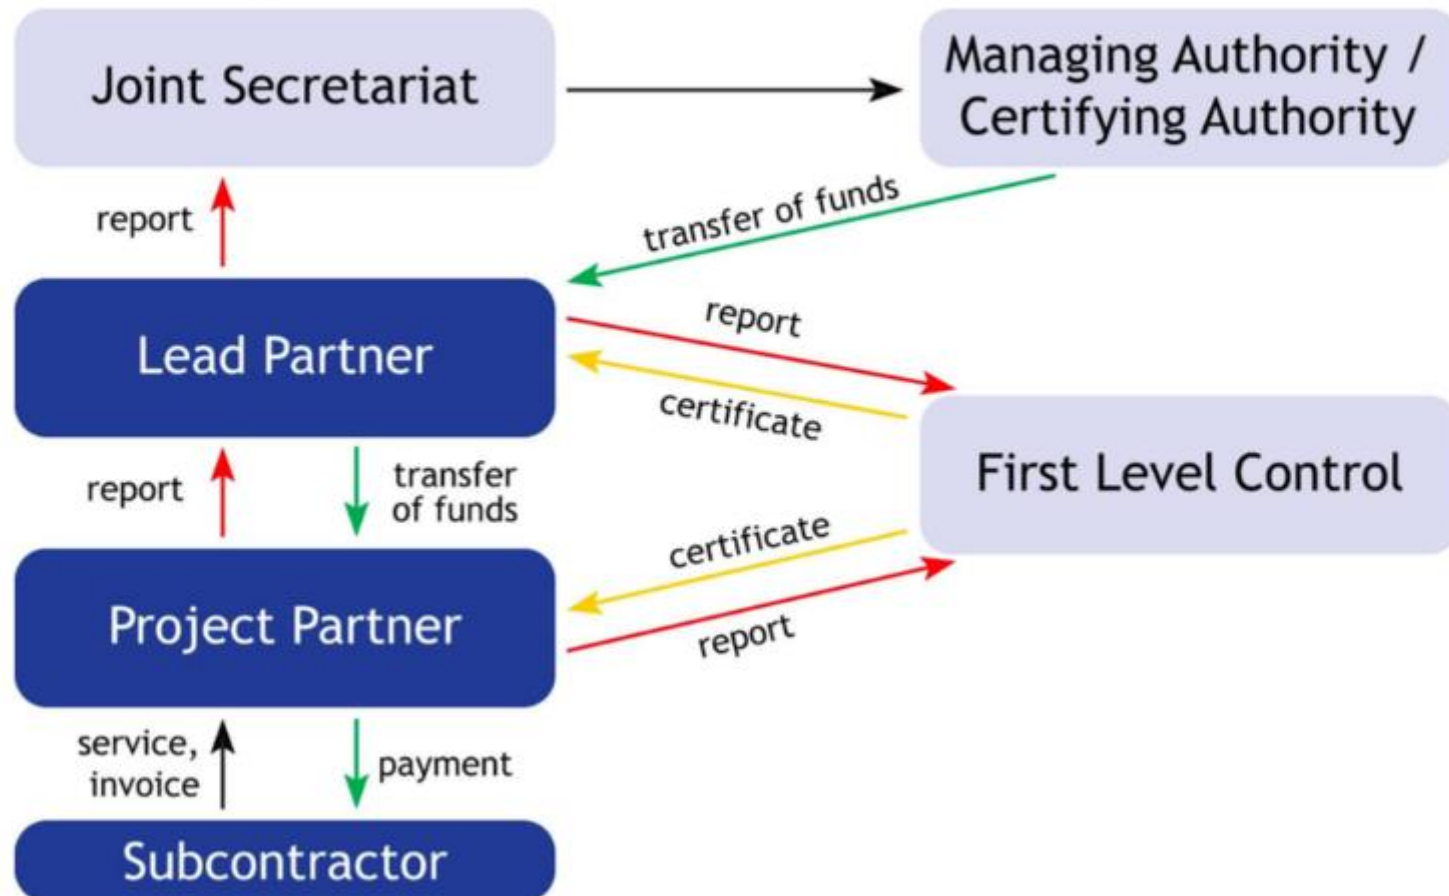 Joint Secretariat
Managing Authority /
Certifying Authority
report
transfer of funds
Lead Partner
report
certificate
First Level Control
report
transfer
of funds
certificate
Project Partner
report
service,
invoice
payment
Subcontractor